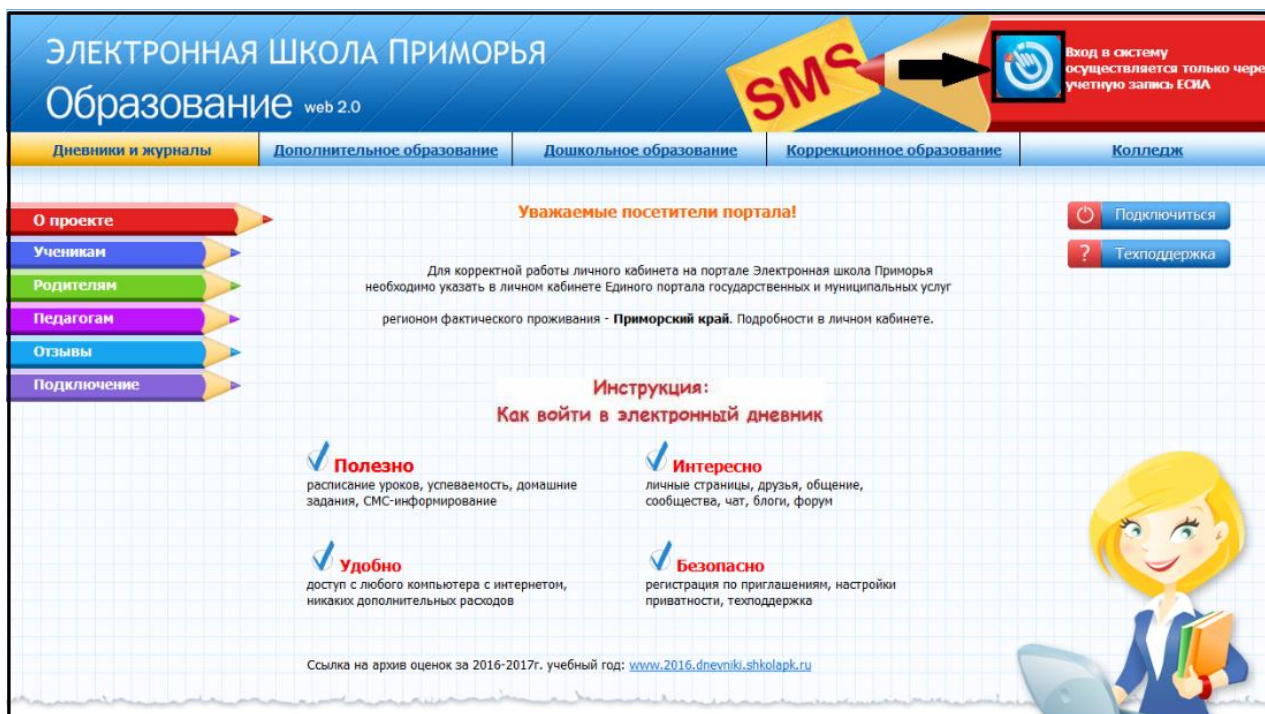 Электронная Школа Приморья
Образование web 2.0
SMS
Вход в систему
осуществляется только чере
учетную запись ЕСИА
Дневники и журналы
Дополнительное образование
Дошкольное образование
Коррекционное образование
Колледж
О проекте
Ученикам
Родителям
Педагогам
Отзывы
Подключение
Уважаемые посетители портала!
Для корректной работы личного кабинета на портале Электронная школа Приморья
необходимо указать в личном кабинете Единого портала государственных и муниципальных услуг
регионом фактического проживания - Приморский край. Подробности в личном кабинете.
Подключиться
? Техподдержка
Инструкция:
Как войти в электронный дневник
Полезно
расписание уроков, успеваемость, домашние
задания, СМС-информирование
Интересно
личные страницы, друзья, общение,
сообщества, чат, блоги, форум
Удобно
доступ с любого компьютера с интернетом,
никаких дополнительных расходов
Безопасно
регистрация по приглашениям, настройки
приватности, техподдержка
Ссылка на архив оценок за 2016-2017г. учебный год: www.2016.dnevniki.shkolapk.ru